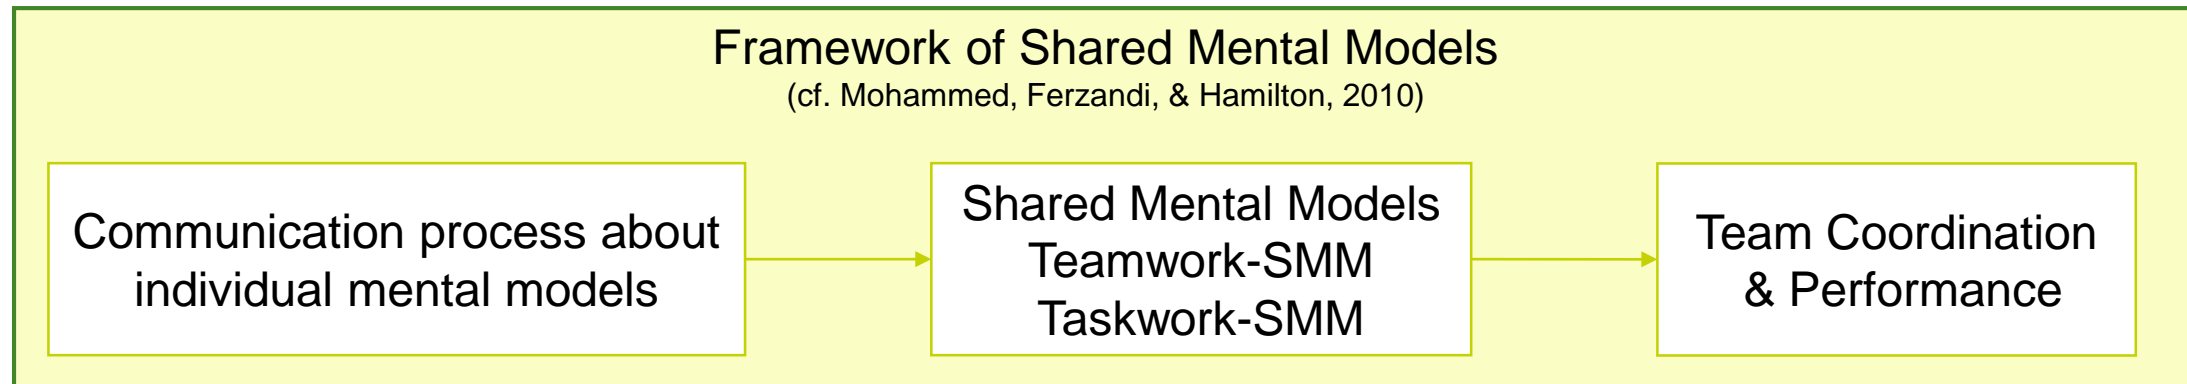 Framework of Shared Mental Models
(cf. Mohammed, Ferzandi, & Hamilton, 2010)
Communication process about
individual mental models
Shared Mental Models
Teamwork-SMM
Taskwork-SMM
Team Coordination
& Performance